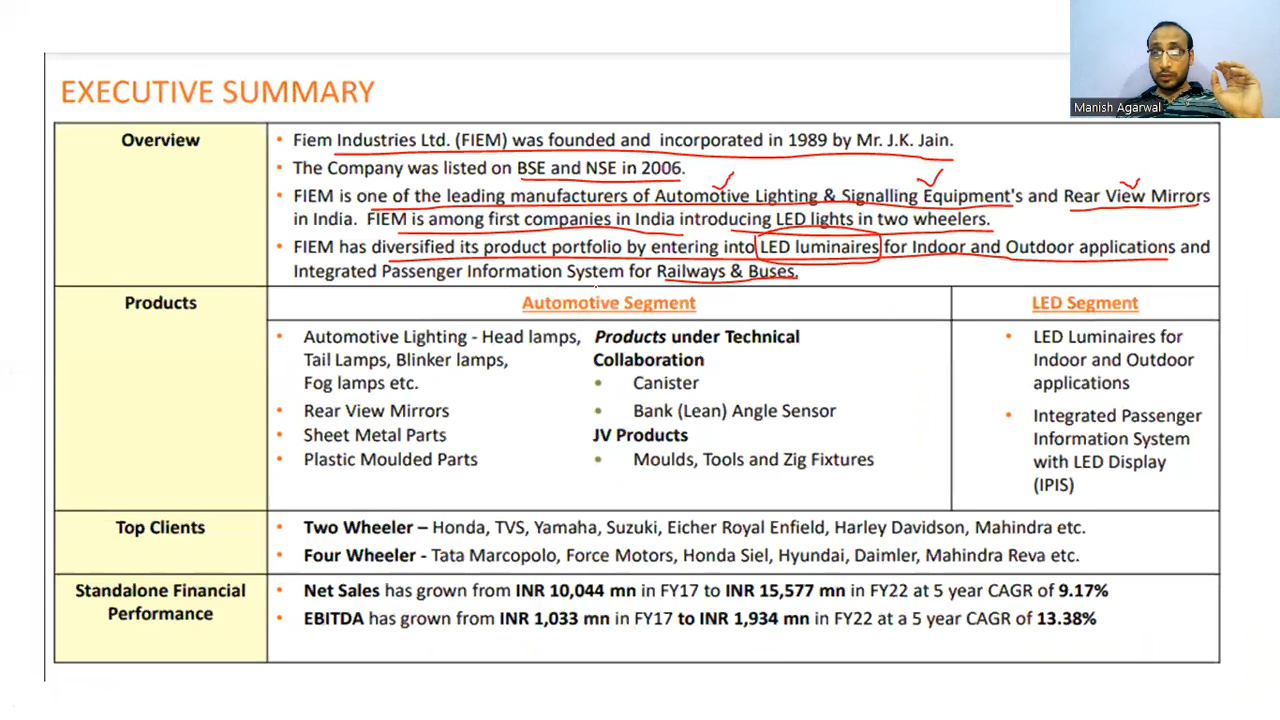 Manish Agarwal
EXECUTIVE SUMMARY
Overview
• Fiem Industries Ltd. (FIEM) was founded and incorporated in 1989 by Mr. J.K. Jain.
• The Company was listed on BSE and NSE in 2006.
• FIEM is one of the leading manufacturers of Automotive Lighting & Signalling Equipment's and Rear View Mirrors
in India. FIEM is among first companies in India introducing LED lights in two wheelers.
• FIEM has diversified its product portfolio by entering into LED luminaires for Indoor and Outdoor applications and
Integrated Passenger Information System for Railways & Buses.
Products
Automotive Segment
• Automotive Lighting - Head lamps,
Tail Lamps, Blinker lamps,
Fog lamps etc.
• Rear View Mirrors
• Sheet Metal Parts
• Plastic Moulded Parts
Products under Technical
Collaboration
• Canister
• Bank (Lean) Angle Sensor
JV Products
• Moulds, Tools and Zig Fixtures
LED Segment
• LED Luminaires for
Indoor and Outdoor
applications
• Integrated Passenger
Information System
with LED Display
(IPIS)
Top Clients
• Two Wheeler – Honda, TVS, Yamaha, Suzuki, Eicher Royal Enfield, Harley Davidson, Mahindra etc.
• Four Wheeler - Tata Marcopolo, Force Motors, Honda Siel, Hyundai, Daimler, Mahindra Reva etc.
Standalone Financial
Performance
• Net Sales has grown from INR 10,044 mn in FY17 to INR 15,577 mn in FY22 at 5 year CAGR of 9.17%
• EBITDA has grown from INR 1,033 mn in FY17 to INR 1,934 mn in FY22 at a 5 year CAGR of 13.38%